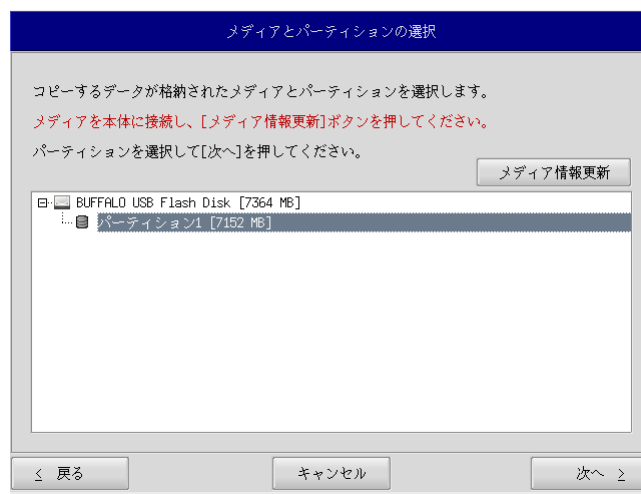 メディアとパーティションの選択
コピーするデータが格納されたメディアとパーティションを選択します。
メディアを本体に接続し、[メディア情報更新]ボタンを押してください。
パーティションを選択して[次へ]を押してください。
メディア情報更新
BUFFALO USB Flash Disk [7364 MB]
パーティション1 [7152 MB]
< 戻る
キャンセル
次へ >